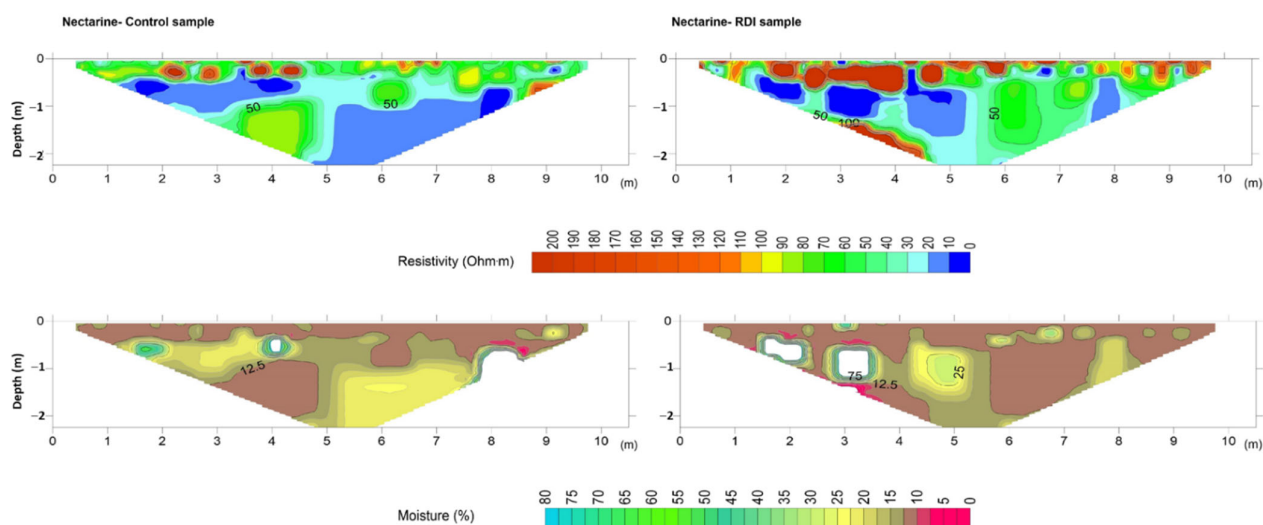 Nectarine- Control sample
Nectarine- RDI sample
0
−1
−2
Depth (m)
50
50
0 1 2 3 4 5 6 7 8 9 10 (m)
0
−1
−2
50
100
50
0 1 2 3 4 5 6 7 8 9 10 (m)
Resistivity (Ohm·m)
200 190 180 170 160 150 140 130 120 110 100 90 80 70 60 50 40 30 20 10 0
0
−1
−2
Depth (m)
12.5
0 1 2 3 4 5 6 7 8 9 10 (m)
0
−1
−2
75
12.5
25
0 1 2 3 4 5 6 7 8 9 10 (m)
Moisture (%)
80 75 70 65 60 55 50 45 40 35 30 25 20 15 10 5 0